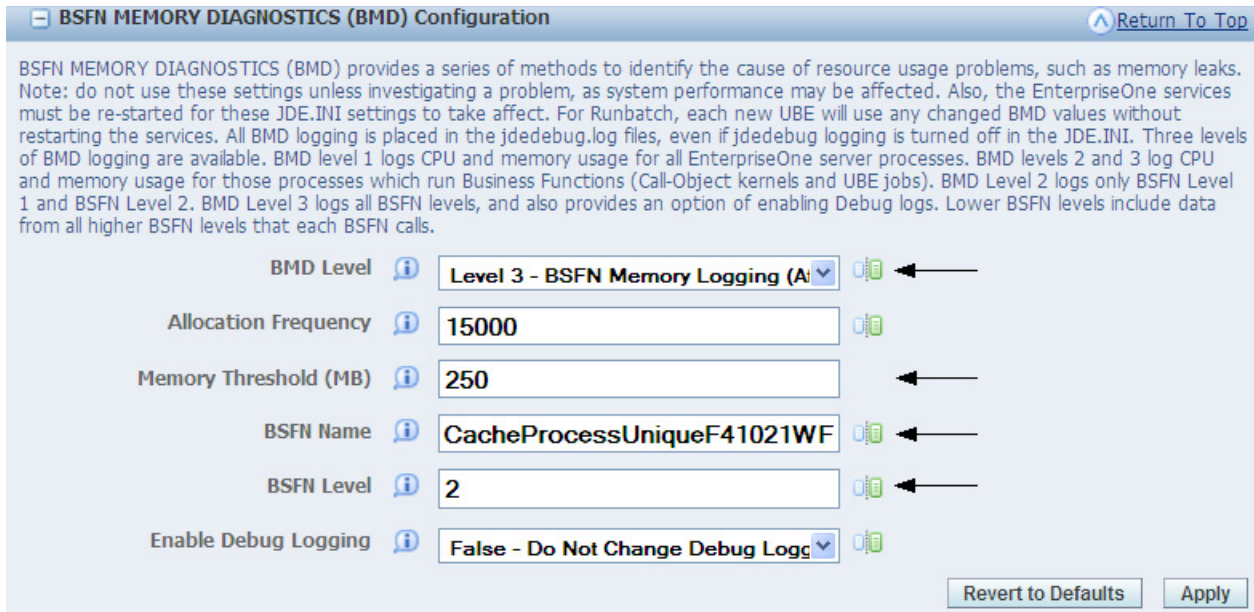 BSFN MEMORY DIAGNOSTICS (BMD) Configuration
Return To Top
BSFN MEMORY DIAGNOSTICS (BMD) provides a series of methods to identify the cause of resource usage problems, such as memory leaks.
Note: do not use these settings unless investigating a problem, as system performance may be affected. Also, the EnterpriseOne services
must be re-started for these JDE.INI settings to take affect. For Runbatch, each new UBE will use any changed BMD values without
restarting the services. All BMD logging is placed in the jdedebug.log files, even if jdedebug logging is turned off in the JDE.INI. Three levels
of BMD logging are available. BMD level 1 logs CPU and memory usage for all EnterpriseOne server processes. BMD levels 2 and 3 log CPU
and memory usage for those processes which run Business Functions (Call-Object kernels and UBE jobs). BMD Level 2 logs only BSFN Level
1 and BSFN Level 2. BMD Level 3 logs all BSFN levels, and also provides an option of enabling Debug logs. Lower BSFN levels include data
from all higher BSFN levels that each BSFN calls.
BMD Level Level 3 - BSFN Memory Logging (Af
Allocation Frequency 15000
Memory Threshold (MB) 250
BSFN Name CacheProcessUniqueF41021WF
BSFN Level 2
Enable Debug Logging False - Do Not Change Debug Logg
Revert to Defaults Apply